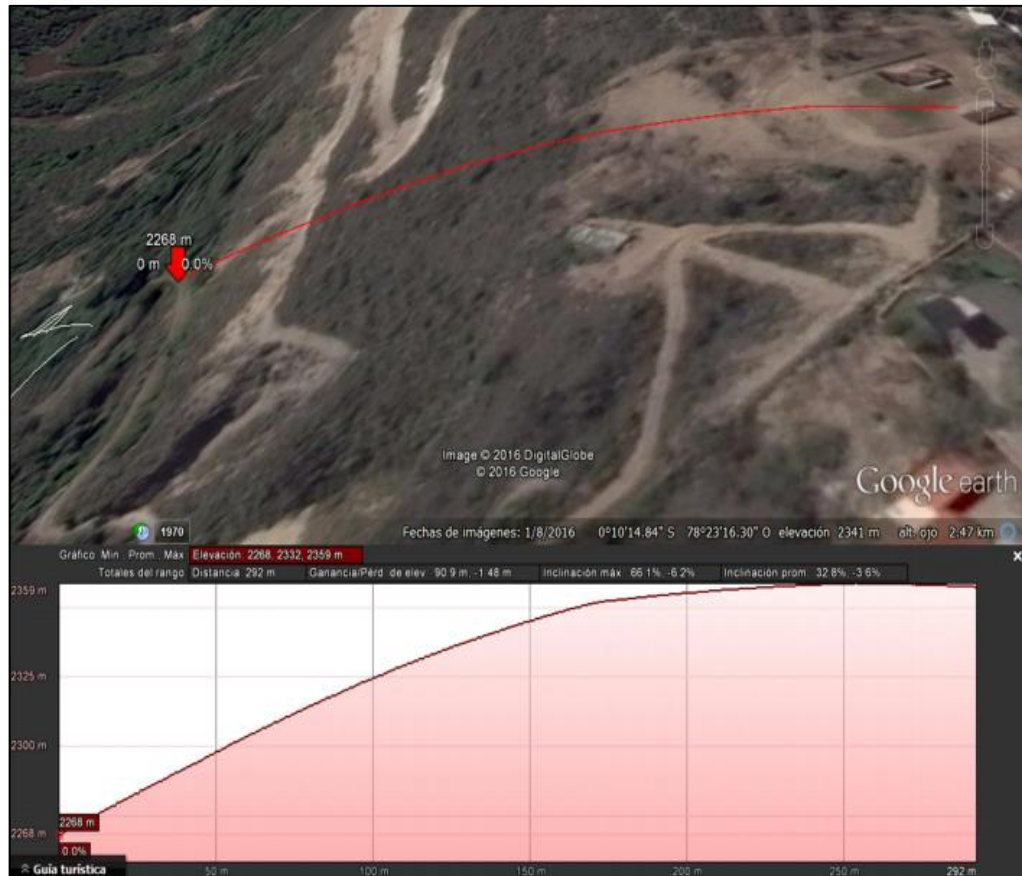 2268 m
0 m 0.0%
Image © 2016 DigitalGlobe
© 2016 Google
Google earth
1970
Fechas de imágenes: 1/8/2016 0°10'14.84" S 78°23'16.30" O elevación 2341 m alt. ojo 2.47 km
Gráfico Mín. Prom. Máx Elevación: 2268, 2332, 2359 m
Totales del rango Distancia: 292 m Ganancia/Pérd. de elev: 90.9 m, -1.48 m Inclinación máx: 66.1%, -6.2% Inclinación prom: 32.8%, -3.6%
2359 m
2325 m
2300 m
2268 m
2268 m
0.0%
Guía turística
50 m 100 m 150 m 200 m 250 m 292 m